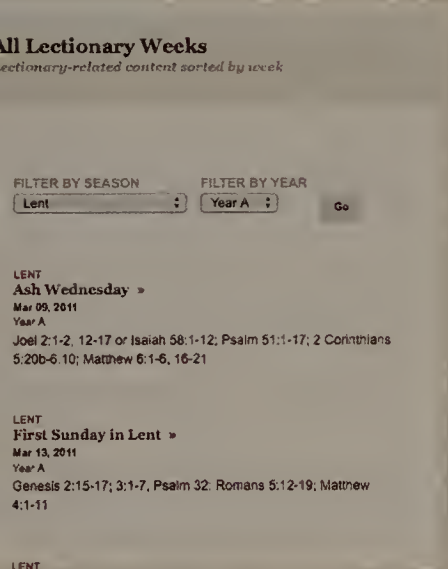 All Lectionary Weeks
ectionary-related content sorted by week
FILTER BY SEASON FILTER BY YEAR
Lent Year A Go
LENT
Ash Wednesday »
Mar 09, 2011
Year A
Joel 2:1-2, 12-17 or Isaiah 58:1-12; Psalm 51:1-17; 2 Corinthians
5:20b-6.10; Matthew 6:1-6, 16-21
LENT
First Sunday in Lent »
Mar 13, 2011
Year A
Genesis 2:15-17; 3:1-7, Psalm 32: Romans 5:12-19; Matthew
4:1-11
LENT